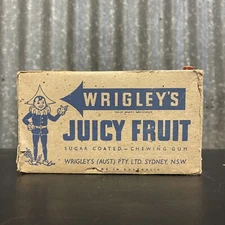 WRIGLEY'S
JUICY FRUIT
SUGAR COATED – CHEWING GUM
WRIGLEY'S (AUST.) PTY. LTD. SYDNEY, N.S.W.